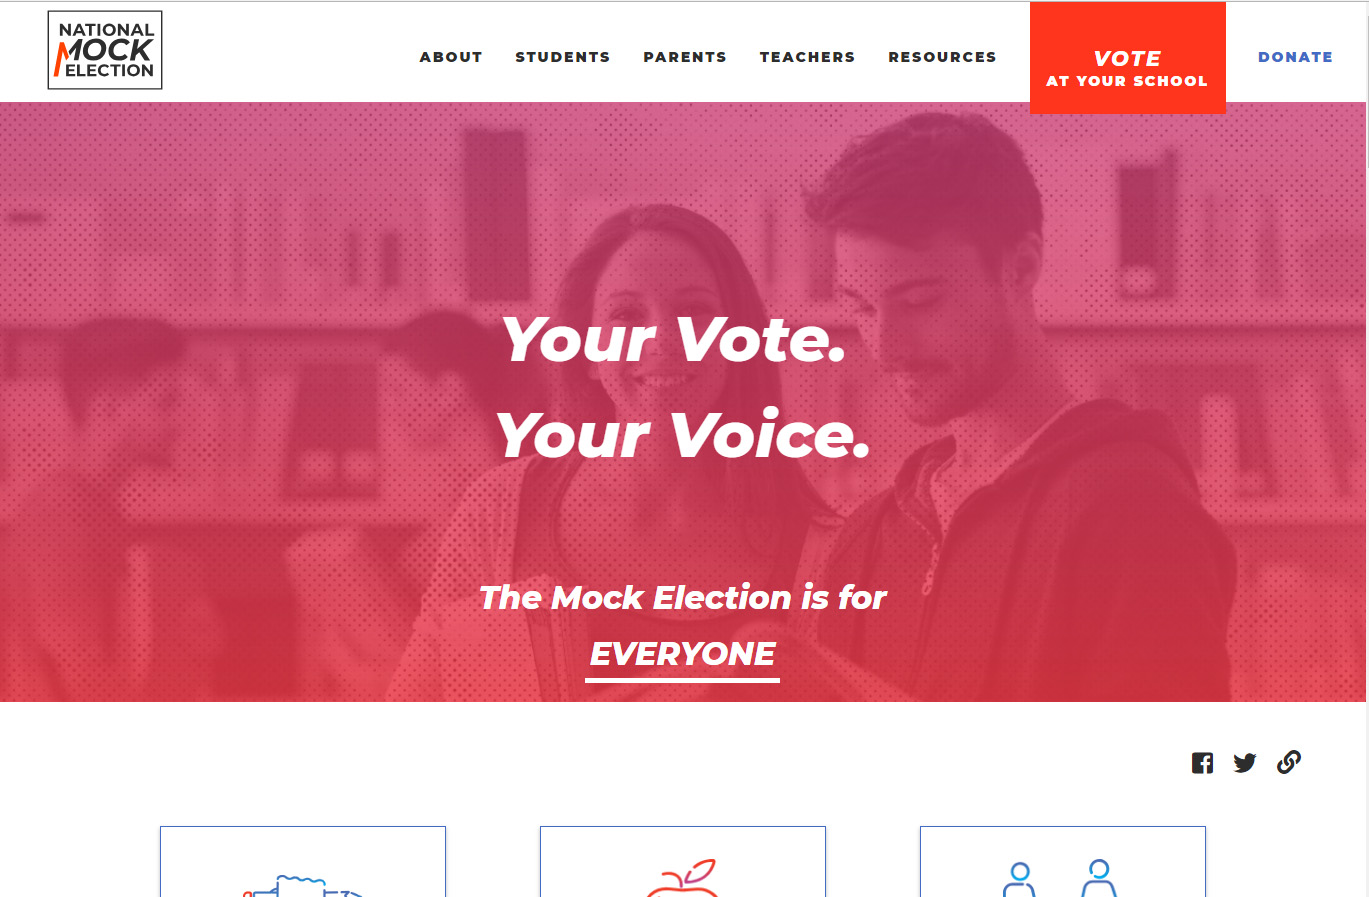 NATIONAL
MOCK
ELECTION
ABOUT STUDENTS PARENTS TEACHERS RESOURCES
VOTE
AT YOUR SCHOOL
DONATE
Your Vote.
Your Voice.
The Mock Election is for
EVERYONE